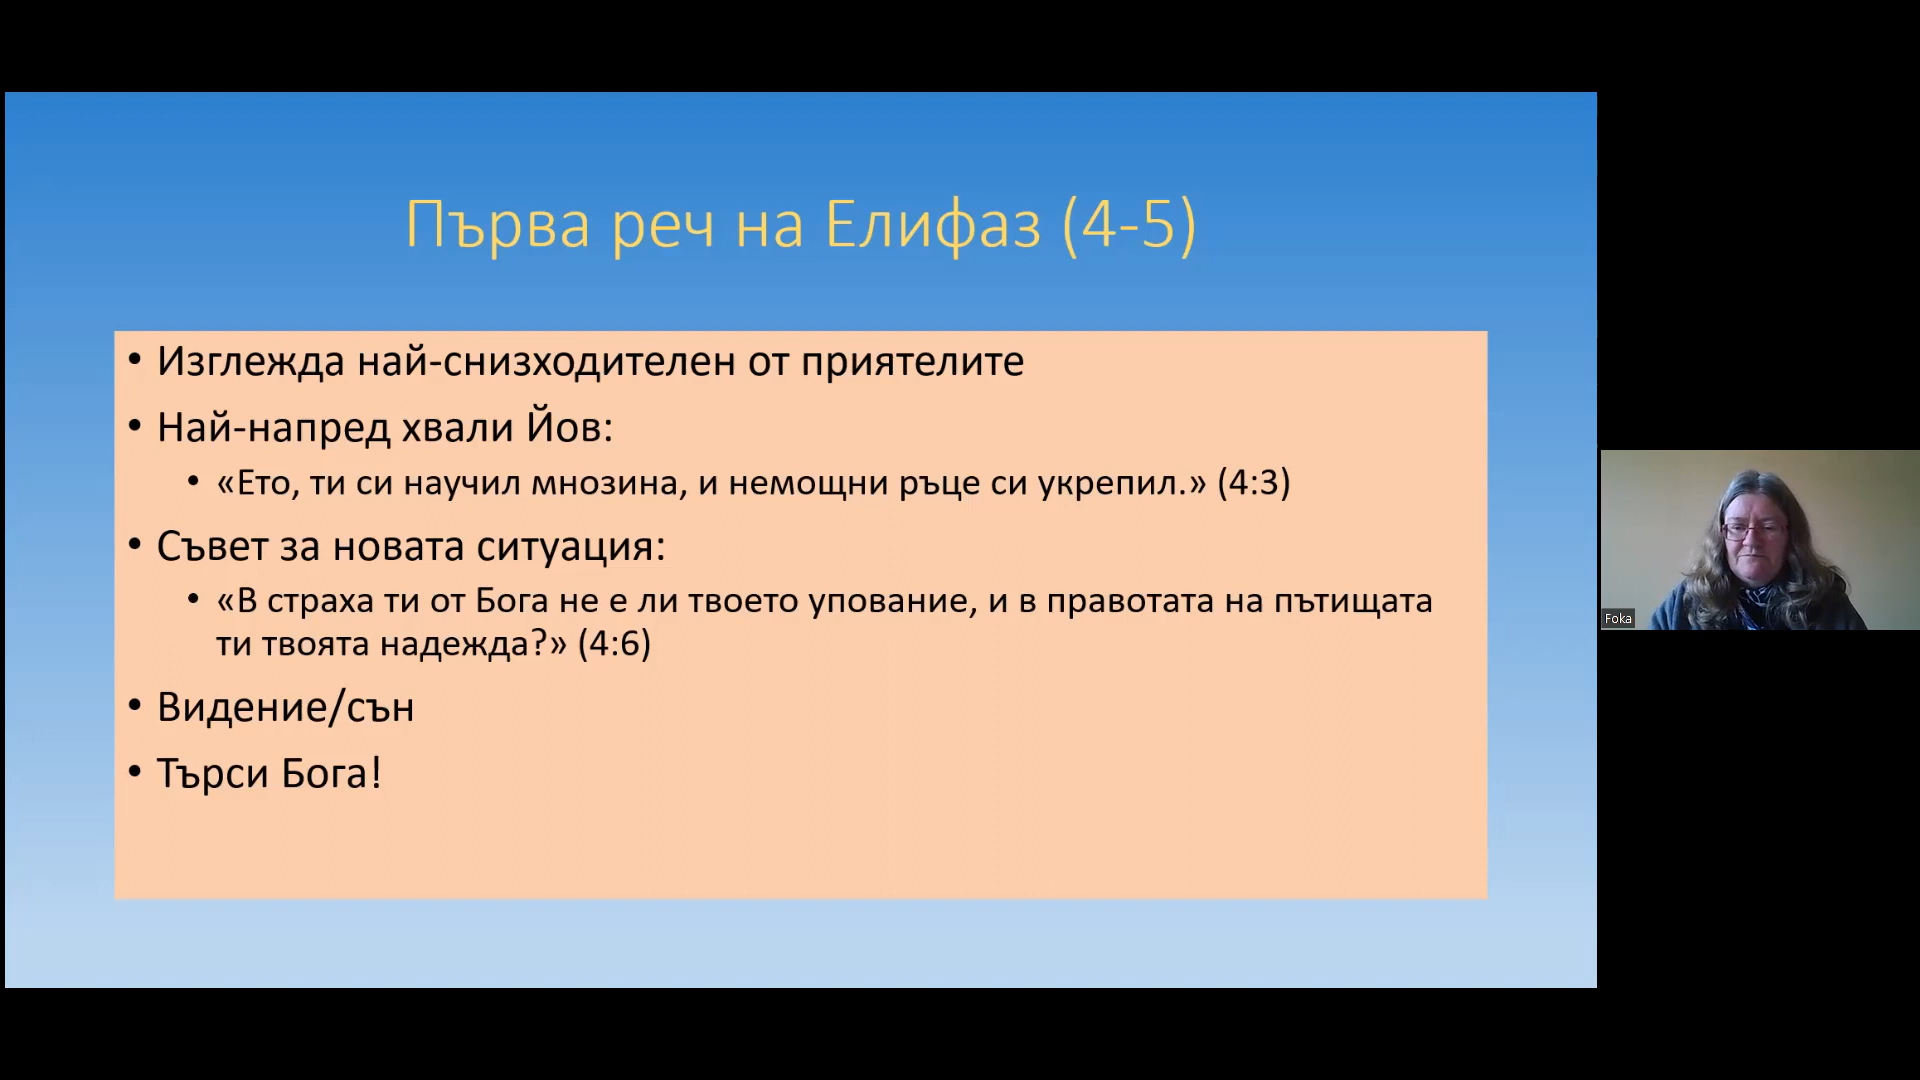 Първа реч на Елифаз (4-5)
• Изглежда най-снизходителен от приятелите
• Най-напред хвали Йов:
• «Ето, ти си научил мнозина, и немощни ръце си укрепил.» (4:3)
• Съвет за новата ситуация:
• «В страха ти от Бога не е ли твоето упование, и в правотата на пътищата
ти твоята надежда?» (4:6)
• Видение/сън
• Търси Бога!
Foka